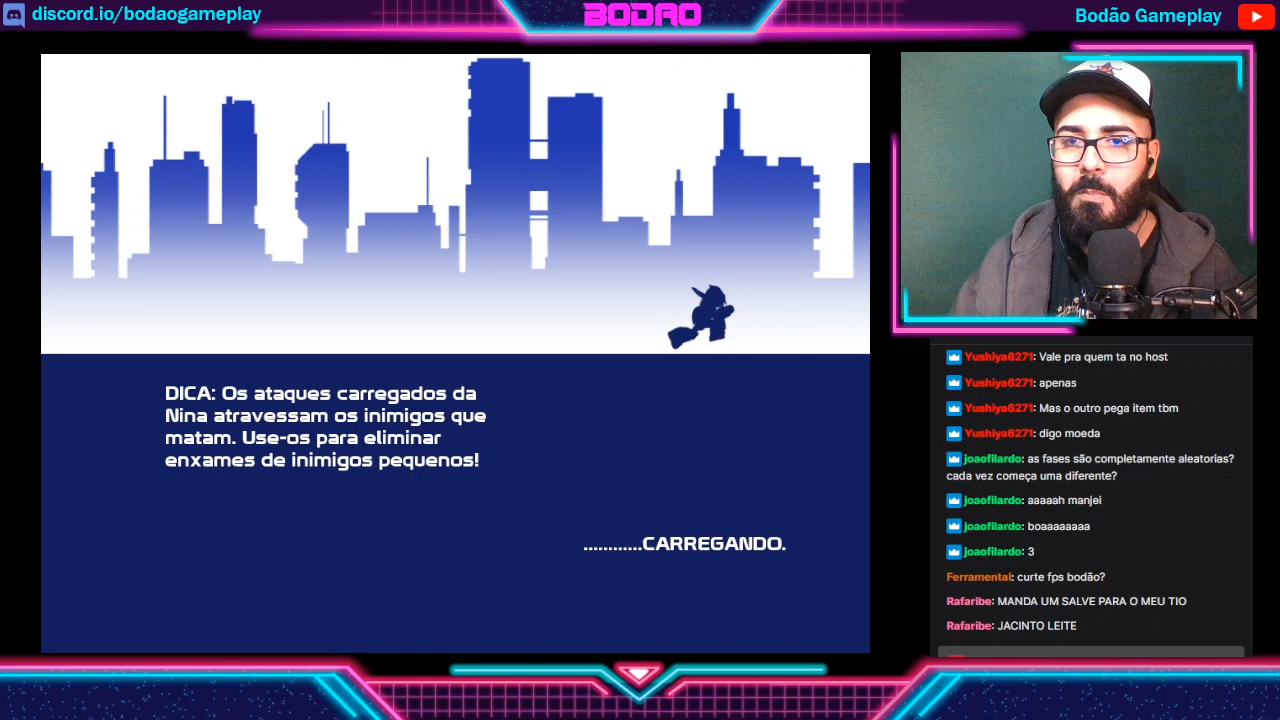 discord.io/bodaogameplay
BODAO
Bodão Gameplay
DICA: Os ataques carregados da
Nina atravessam os inimigos que
matam. Use-os para eliminar
enxames de inimigos pequenos!
............CARREGANDO.
Yushiya6271: Vale pra quem ta no host
Yushiya6271: apenas
Yushiya6271: Mas o outro pega item tbm
Yushiya6271: digo moeda
joaofilardo: as fases são completamente aleatorias?
cada vez começa uma diferente?
joaofilardo: aaaaah manjei
joaofilardo: boaaaaaaaa
joaofilardo: 3
Ferramental: curte fps bodão?
Rafaribe: MANDA UM SALVE PARA O MEU TIO
Rafaribe: JACINTO LEITE